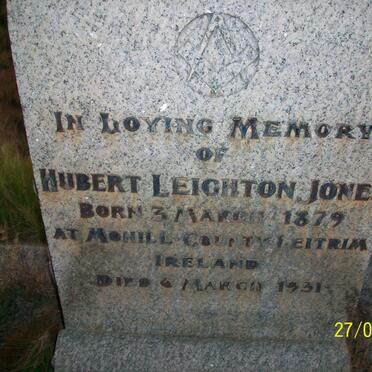 IN LOVING MEMORY
OF
HUBERT LEIGHTON JONE
BORN 3 MARCH 1879
AT MOHILL COUNTY LEITRIM
IRELAND
DIED 6 MARCH 1931
27/0